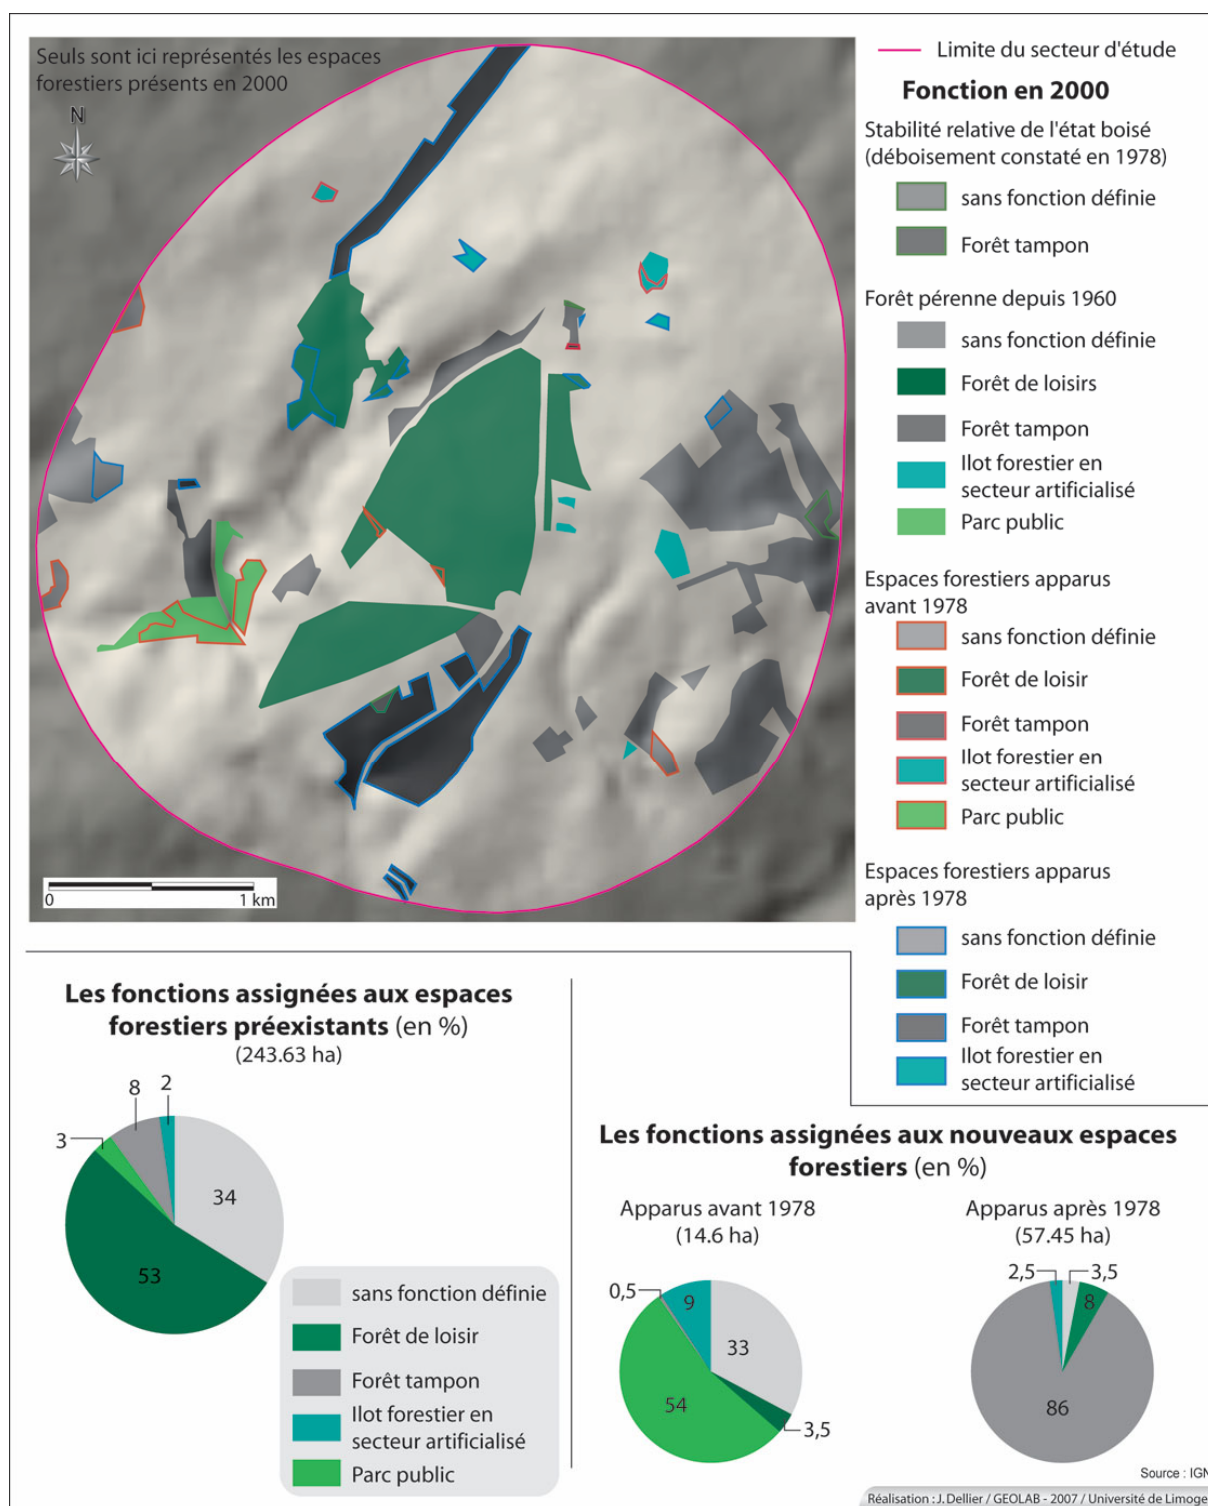 Seuls sont ici représentés les espaces
forestiers présents en 2000
N
0
1 km
Limite du secteur d'étude
Fonction en 2000
Stabilité relative de l'état boisé
(déboisement constaté en 1978)
sans fonction définie
Forêt tampon
Forêt pérenne depuis 1960
sans fonction définie
Forêt de loisirs
Forêt tampon
Ilot forestier en
secteur artificialisé
Parc public
Espaces forestiers apparus
avant 1978
sans fonction définie
Forêt de loisir
Forêt tampon
Ilot forestier en
secteur artificialisé
Parc public
Espaces forestiers apparus
après 1978
sans fonction définie
Forêt de loisir
Forêt tampon
Ilot forestier en
secteur artificialisé
Les fonctions assignées aux espaces
forestiers préexistants (en %)
(243.63 ha)
8
2
3
34
53
sans fonction définie
Forêt de loisir
Forêt tampon
Ilot forestier en
secteur artificialisé
Parc public
Les fonctions assignées aux nouveaux espaces
forestiers (en %)
Apparus avant 1978
(14.6 ha)
0,5
9
33
54
3,5
Apparus après 1978
(57.45 ha)
2,5
3,5
8
86
Source : IGN
Réalisation : J. Dellier / GEOLAB - 2007 / Université de Limoge